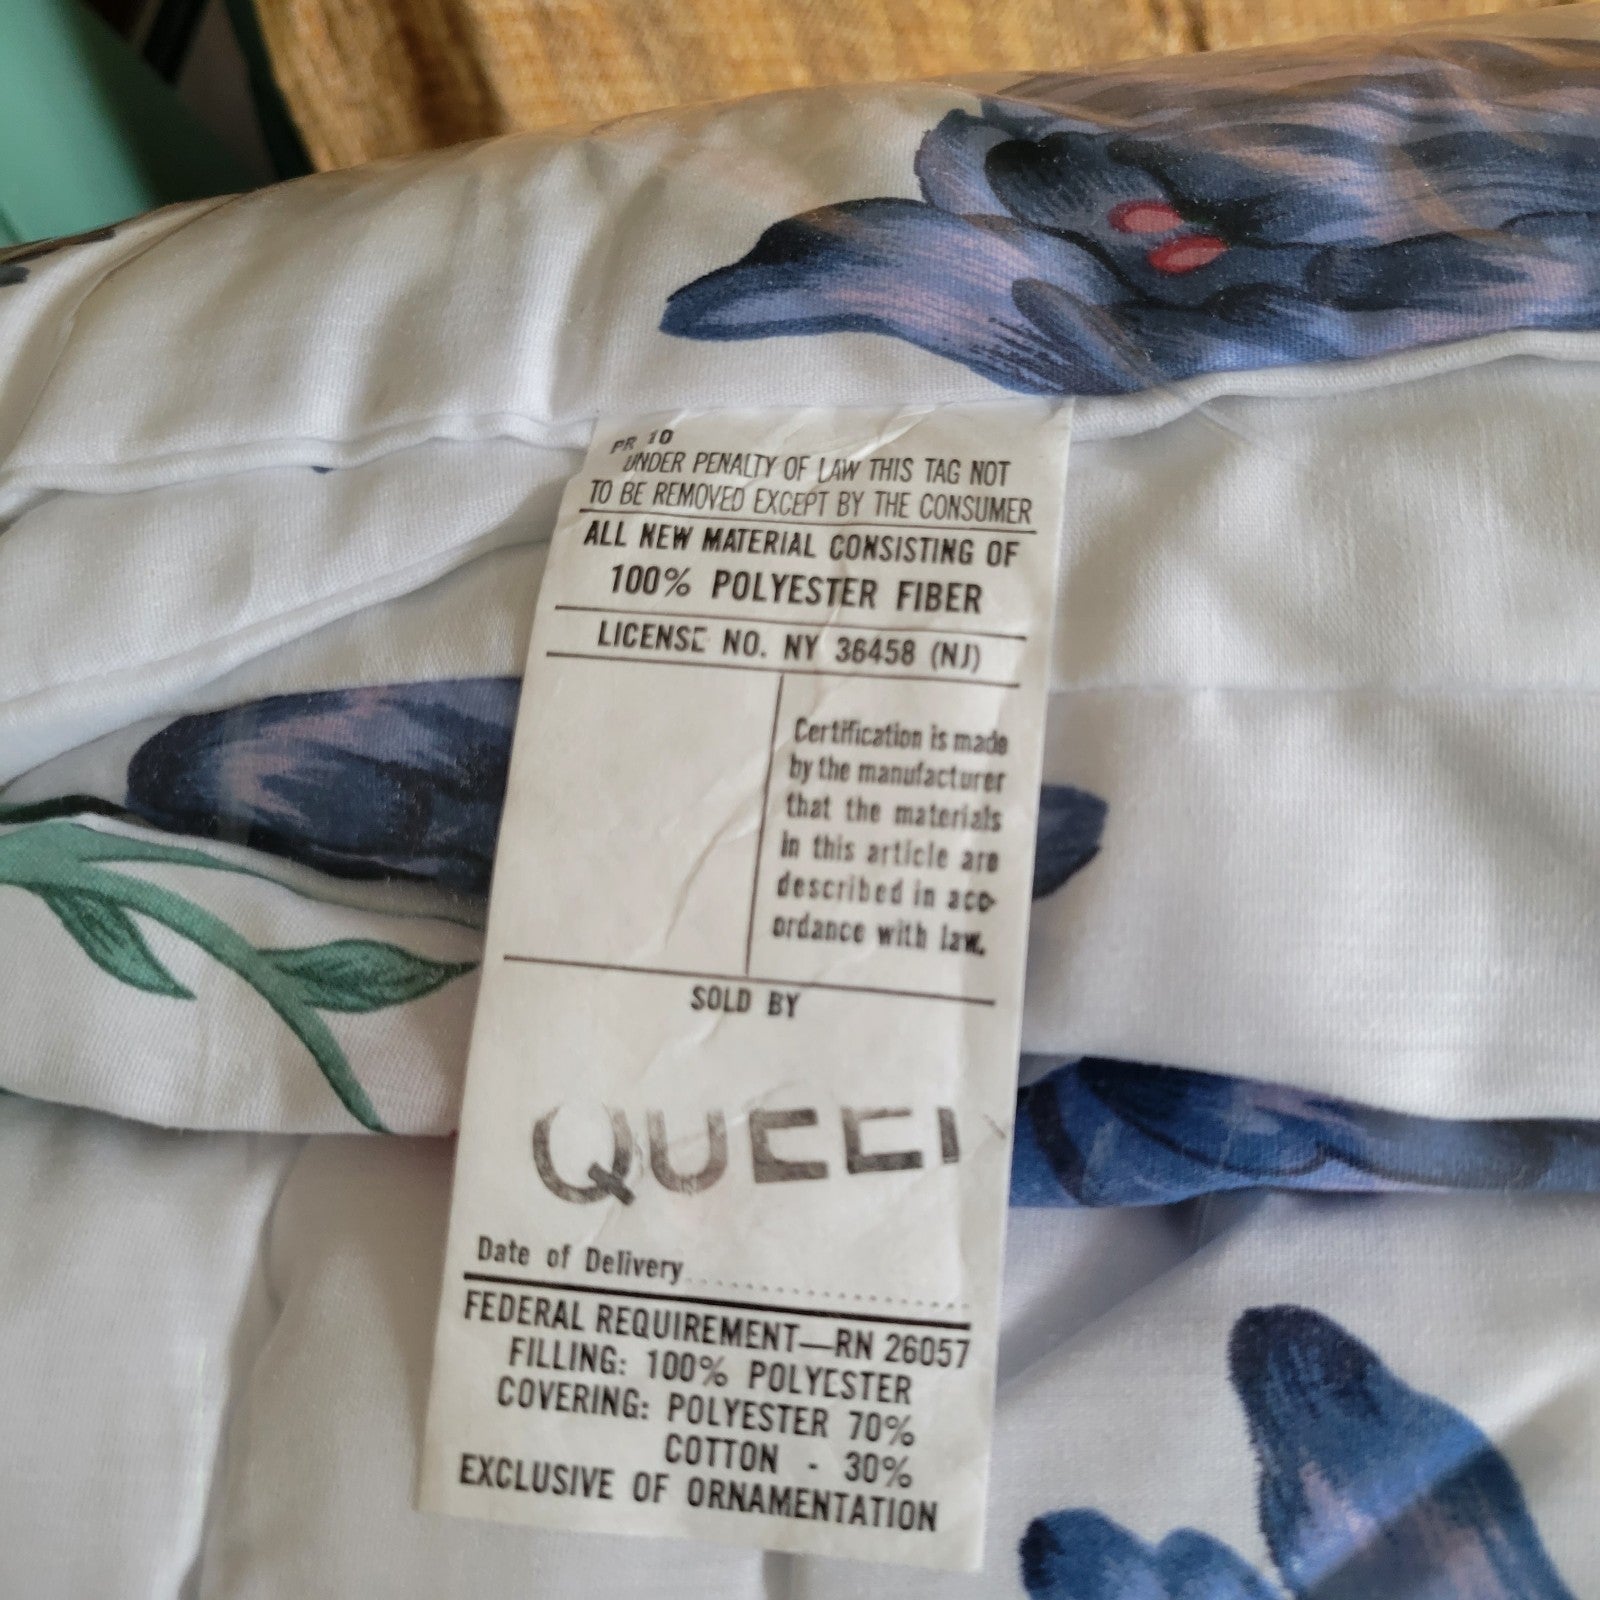 PR 10
UNDER PENALTY OF LAW THIS TAG NOT
TO BE REMOVED EXCEPT BY THE CONSUMER
ALL NEW MATERIAL CONSISTING OF
100% POLYESTER FIBER
LICENSE NO. NY 36458 (NJ)
Certification is made
by the manufacturer
that the materials
in this article are
described in acc-
ordance with law.
SOLD BY
QUEEN
Date of Delivery
FEDERAL REQUIREMENT—RN 26057
FILLING: 100% POLYESTER
COVERING: POLYESTER 70%
COTTON - 30%
EXCLUSIVE OF ORNAMENTATION